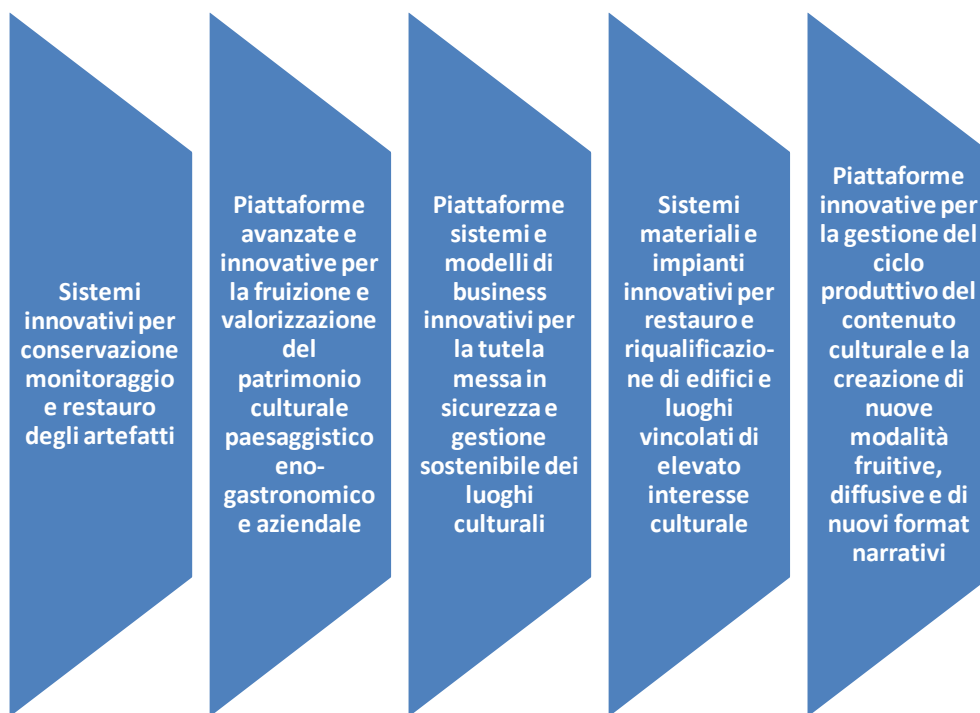 Sistemi
innovativi per
conservazione
monitoraggio
e restauro
degli artefatti
Piattaforme
avanzate e
innovative per
la fruizione e
valorizzazione
del
patrimonio
culturale
paesaggistico
eno-
gastronomico
e aziendale
Piattaforme
sistemi e
modelli di
business
innovativi per
la tutela
messa in
sicurezza e
gestione
sostenibile dei
luoghi
culturali
Sistemi
materiali e
impianti
innovativi per
restauro e
riqualificazio-
ne di edifici e
luoghi
vincolati di
elevato
interesse
culturale
Piattaforme
innovative per
la gestione del
ciclo
produttivo del
contenuto
culturale e la
creazione di
nuove
modalità
fruitive,
diffusive e di
nuovi format
narrativi